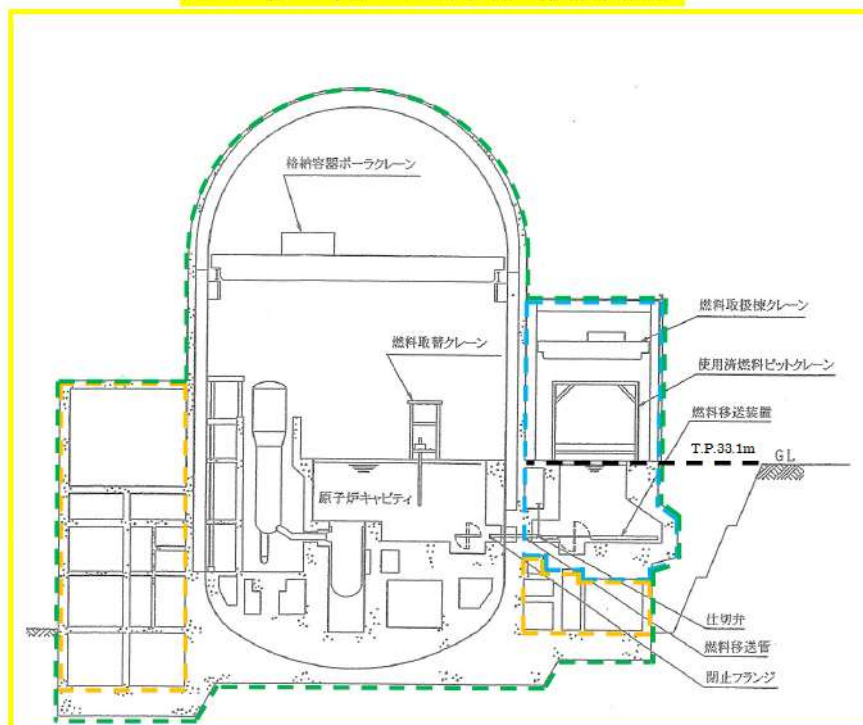 格納容器ポーラクレーン
燃料取扱棟クレーン
燃料取替クレーン
使用済燃料ピットクレーン
燃料移送装置
T.P.33.1m
GL
原子炉キャビティ
仕切弁
燃料移送管
閉止フランジ